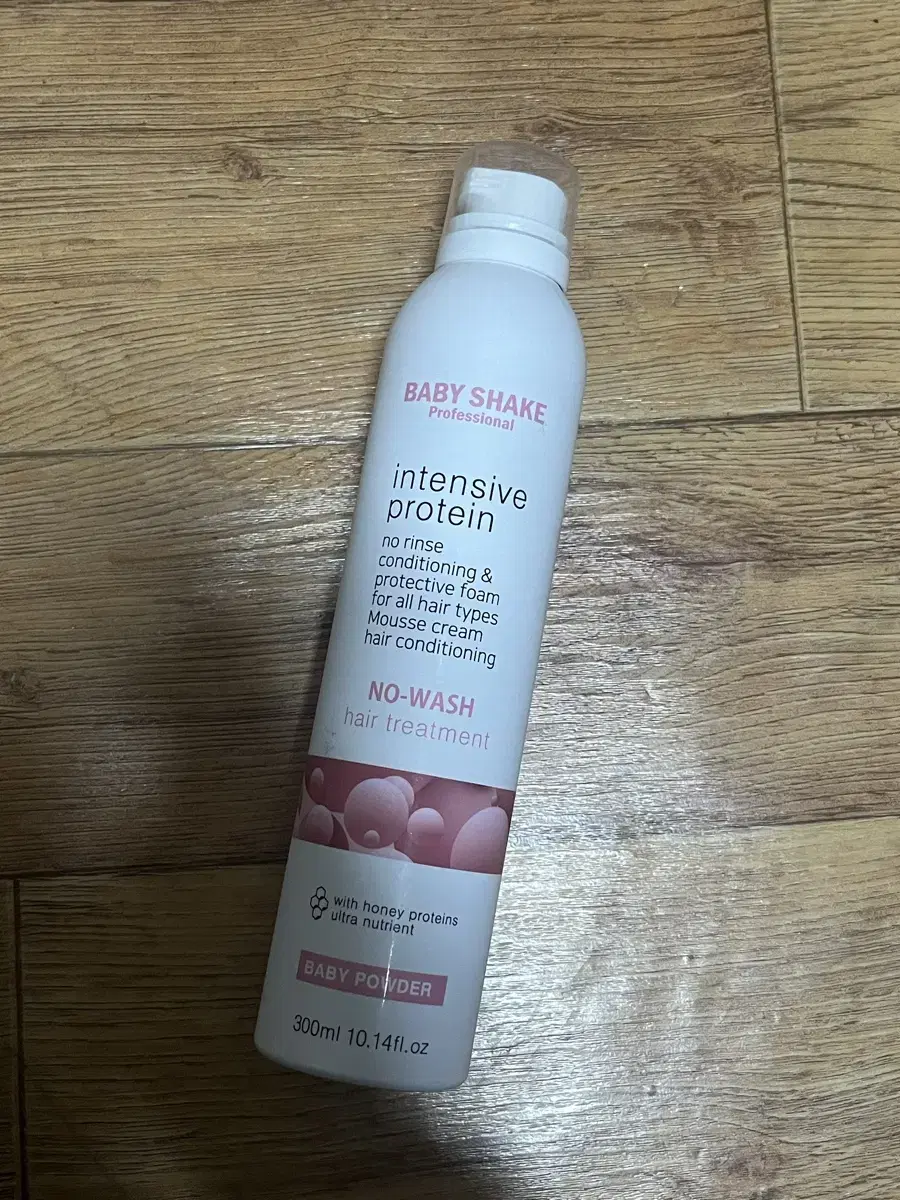 BABY SHAKE
Professional
intensive
protein
no rinse
conditioning &
protective foam
for all hair types
Mousse cream
hair conditioning
NO-WASH
hair treatment
with honey proteins
ultra nutrient
BABY POWDER
300ml 10.14fl.oz